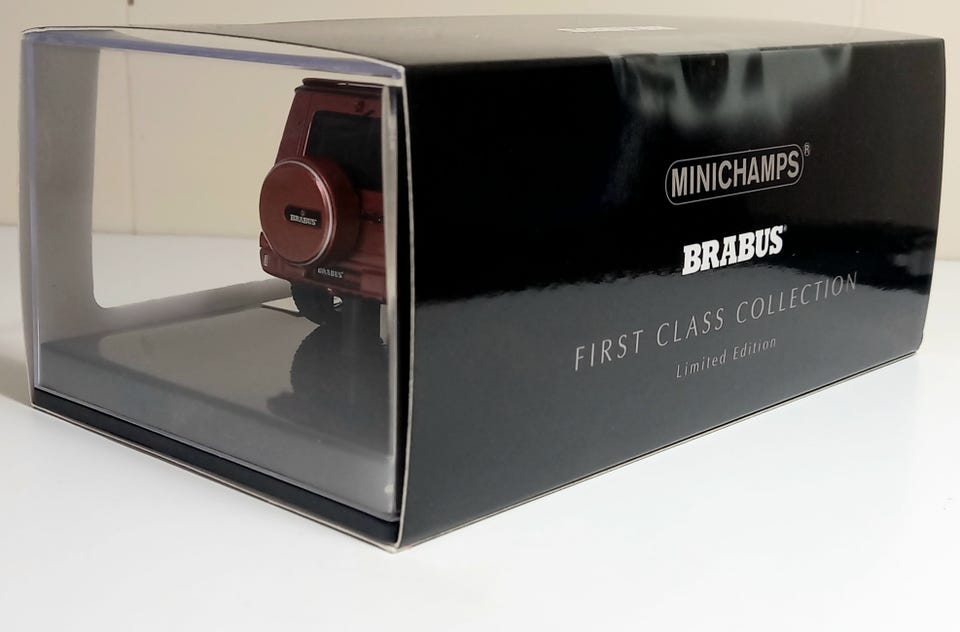 MINICHAMPS®
BRABUS®
FIRST CLASS COLLECTION
Limited Edition
BRABUS
BRABUS